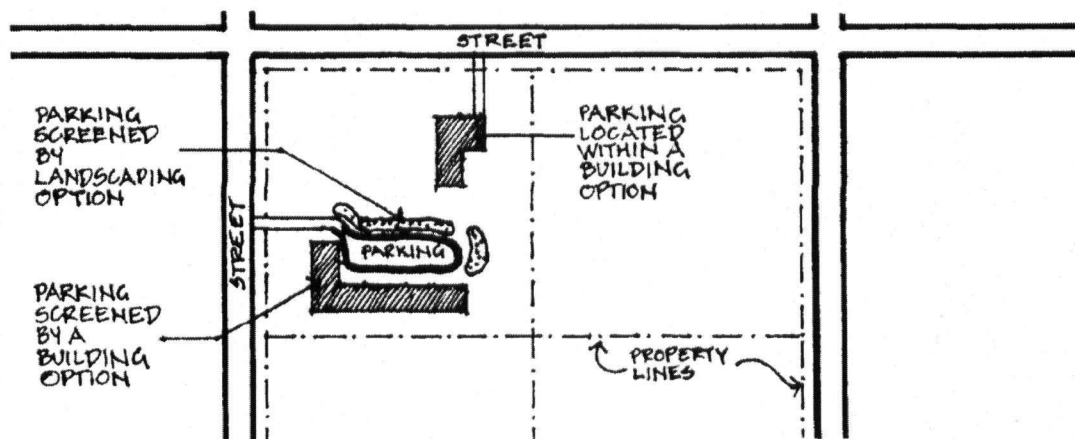 STREET
PARKING
SCREENED
BY
LANDSCAPING
OPTION
PARKING
LOCATED
WITHIN A
BUILDING
OPTION
STREET
PARKING
PARKING
SCREENED
BY A
BUILDING
OPTION
PROPERTY
LINES